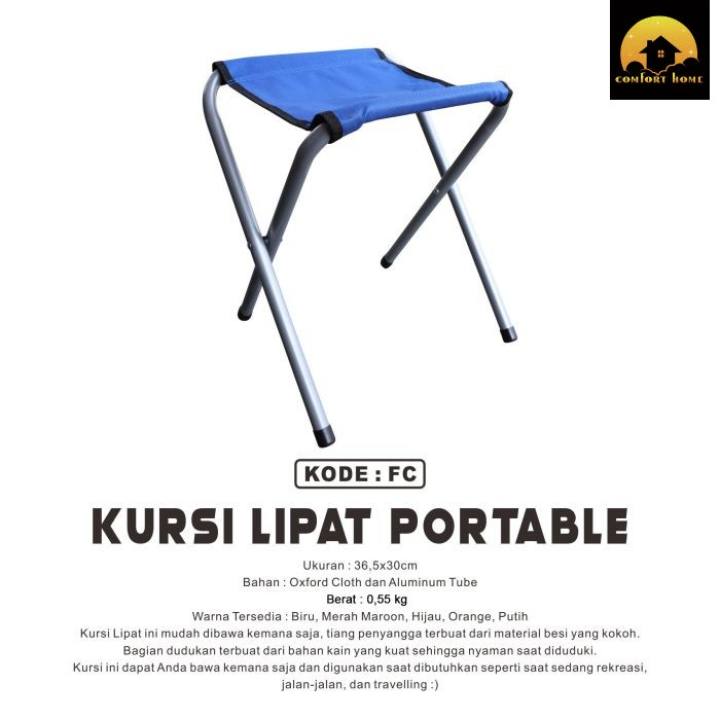 COMFORT HOME
KODE : FC
KURSI LIPAT PORTABLE
Ukuran : 36,5x30cm
Bahan : Oxford Cloth dan Aluminum Tube
Berat : 0,55 kg
Warna Tersedia : Biru, Merah Maroon, Hijau, Orange, Putih
Kursi Lipat ini mudah dibawa kemana saja, tiang penyangga terbuat dari material besi yang kokoh.
Bagian dudukan terbuat dari bahan kain yang kuat sehingga nyaman saat diduduki.
Kursi ini dapat Anda bawa kemana saja dan digunakan saat dibutuhkan seperti saat sedang rekreasi,
jalan-jalan, dan travelling :)